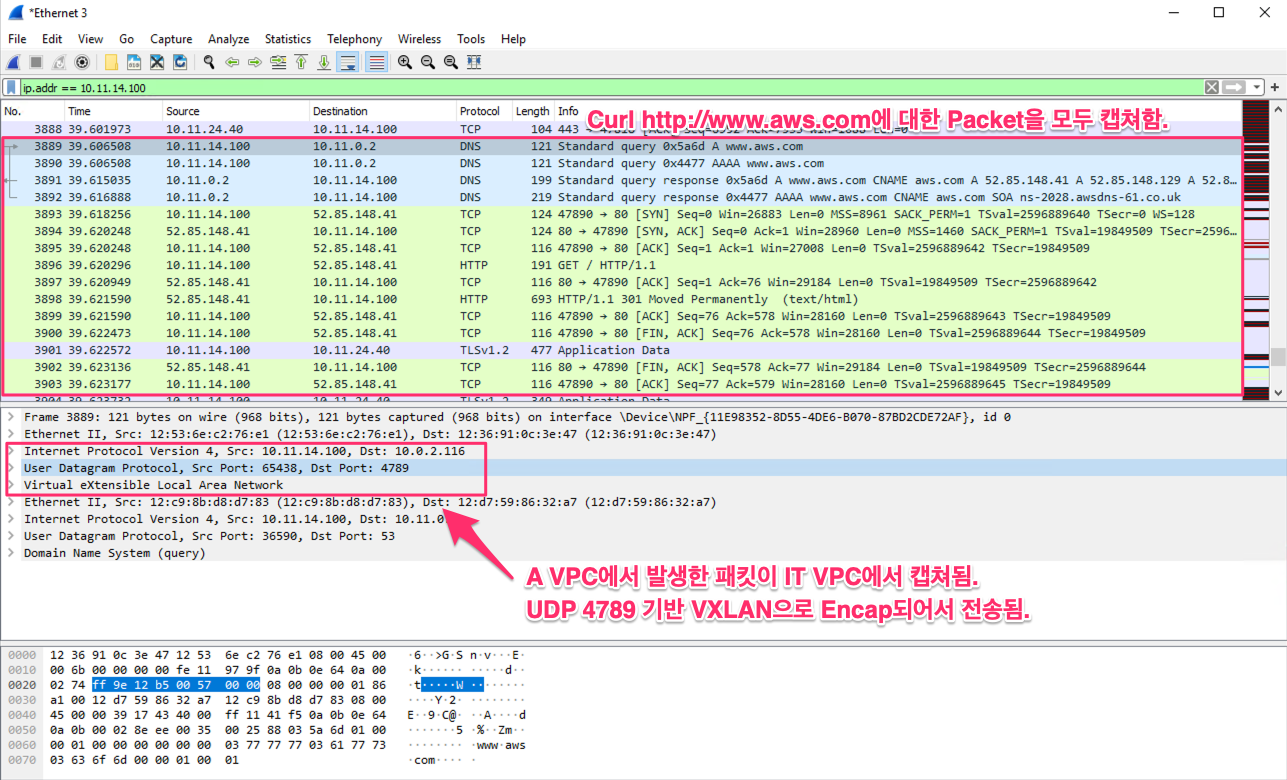 *Ethernet 3
File Edit View Go Capture Analyze Statistics Telephony Wireless Tools Help
ip.addr == 10.11.14.100
No. Time Source Destination Protocol Length Info
Curl http://www.aws.com에 대한 Packet을 모두 캡쳐함.
3888 39.601973 10.11.24.40 10.11.14.100 TCP 104 443 → 47818 [ACK] Seq=6992 Ack=7935 Win=1688 Len=0
3889 39.606508 10.11.14.100 10.11.0.2 DNS 121 Standard query 0x5a6d A www.aws.com
3890 39.606508 10.11.14.100 10.11.0.2 DNS 121 Standard query 0x4477 AAAA www.aws.com
3891 39.615035 10.11.0.2 10.11.14.100 DNS 199 Standard query response 0x5a6d A www.aws.com CNAME aws.com A 52.85.148.41 A 52.85.148.129 A 52.8…
3892 39.616888 10.11.0.2 10.11.14.100 DNS 219 Standard query response 0x4477 AAAA www.aws.com CNAME aws.com SOA ns-2028.awsdns-61.co.uk
3893 39.618256 10.11.14.100 52.85.148.41 TCP 124 47890 → 80 [SYN] Seq=0 Win=26883 Len=0 MSS=8961 SACK_PERM=1 TSval=2596889640 TSecr=0 WS=128
3894 39.620248 52.85.148.41 10.11.14.100 TCP 124 80 → 47890 [SYN, ACK] Seq=0 Ack=1 Win=28960 Len=0 MSS=1460 SACK_PERM=1 TSval=19849509 TSecr=2596…
3895 39.620248 10.11.14.100 52.85.148.41 TCP 116 47890 → 80 [ACK] Seq=1 Ack=1 Win=27008 Len=0 TSval=2596889642 TSecr=19849509
3896 39.620296 10.11.14.100 52.85.148.41 HTTP 191 GET / HTTP/1.1
3897 39.620949 52.85.148.41 10.11.14.100 TCP 116 80 → 47890 [ACK] Seq=1 Ack=76 Win=29184 Len=0 TSval=19849509 TSecr=2596889642
3898 39.621590 52.85.148.41 10.11.14.100 HTTP 693 HTTP/1.1 301 Moved Permanently (text/html)
3899 39.621590 10.11.14.100 52.85.148.41 TCP 116 47890 → 80 [ACK] Seq=76 Ack=578 Win=28160 Len=0 TSval=2596889643 TSecr=19849509
3900 39.622473 10.11.14.100 52.85.148.41 TCP 116 47890 → 80 [FIN, ACK] Seq=76 Ack=578 Win=28160 Len=0 TSval=2596889644 TSecr=19849509
3901 39.622572 10.11.14.100 10.11.24.40 TLSv1.2 477 Application Data
3902 39.623136 52.85.148.41 10.11.14.100 TCP 116 80 → 47890 [FIN, ACK] Seq=578 Ack=77 Win=29184 Len=0 TSval=19849509 TSecr=2596889644
3903 39.623177 10.11.14.100 52.85.148.41 TCP 116 47890 → 80 [ACK] Seq=77 Ack=579 Win=28160 Len=0 TSval=2596889645 TSecr=19849509
3904 39.623732 10.11.14.100 10.11.24.40 TLSv1.2 349 Application Data
Frame 3889: 121 bytes on wire (968 bits), 121 bytes captured (968 bits) on interface \Device\NPF_{11E98352-8D55-4DE6-B070-87BD2CDE72AF}, id 0
Ethernet II, Src: 12:53:6e:c2:76:e1 (12:53:6e:c2:76:e1), Dst: 12:36:91:0c:3e:47 (12:36:91:0c:3e:47)
Internet Protocol Version 4, Src: 10.11.14.100, Dst: 10.0.2.116
User Datagram Protocol, Src Port: 65438, Dst Port: 4789
Virtual eXtensible Local Area Network
Ethernet II, Src: 12:c9:8b:d8:d7:83 (12:c9:8b:d8:d7:83), Dst: 12:d7:59:86:32:a7 (12:d7:59:86:32:a7)
Internet Protocol Version 4, Src: 10.11.14.100, Dst: 10.11.0
User Datagram Protocol, Src Port: 36590, Dst Port: 53
Domain Name System (query)
A VPC에서 발생한 패킷이 IT VPC에서 캡쳐됨.
UDP 4789 기반 VXLAN으로 Encap되어서 전송됨.
0000 12 36 91 0c 3e 47 12 53 6e c2 76 e1 08 00 45 00 ·6··>G·S n·v···E·
0010 00 6b 00 00 00 00 fe 11 97 9f 0a 0b 0e 64 0a 00 ·k······ ·····d··
0020 02 74 ff 9e 12 b5 00 57 00 00 08 00 00 00 01 86 ·t·····W ········
0030 a1 00 12 d7 59 86 32 a7 12 c9 8b d8 d7 83 08 00 ····Y·2· ········
0040 45 00 00 39 17 43 40 00 ff 11 41 f5 0a 0b 0e 64 E··9·C@· ··A····d
0050 0a 0b 00 02 8e ee 00 35 00 25 88 03 5a 6d 01 00 ·······5 ·%··Zm··
0060 00 01 00 00 00 00 00 00 03 77 77 77 03 61 77 73 ········ ·www·aws
0070 03 63 6f 6d 00 00 01 00 01 ·com···· ·